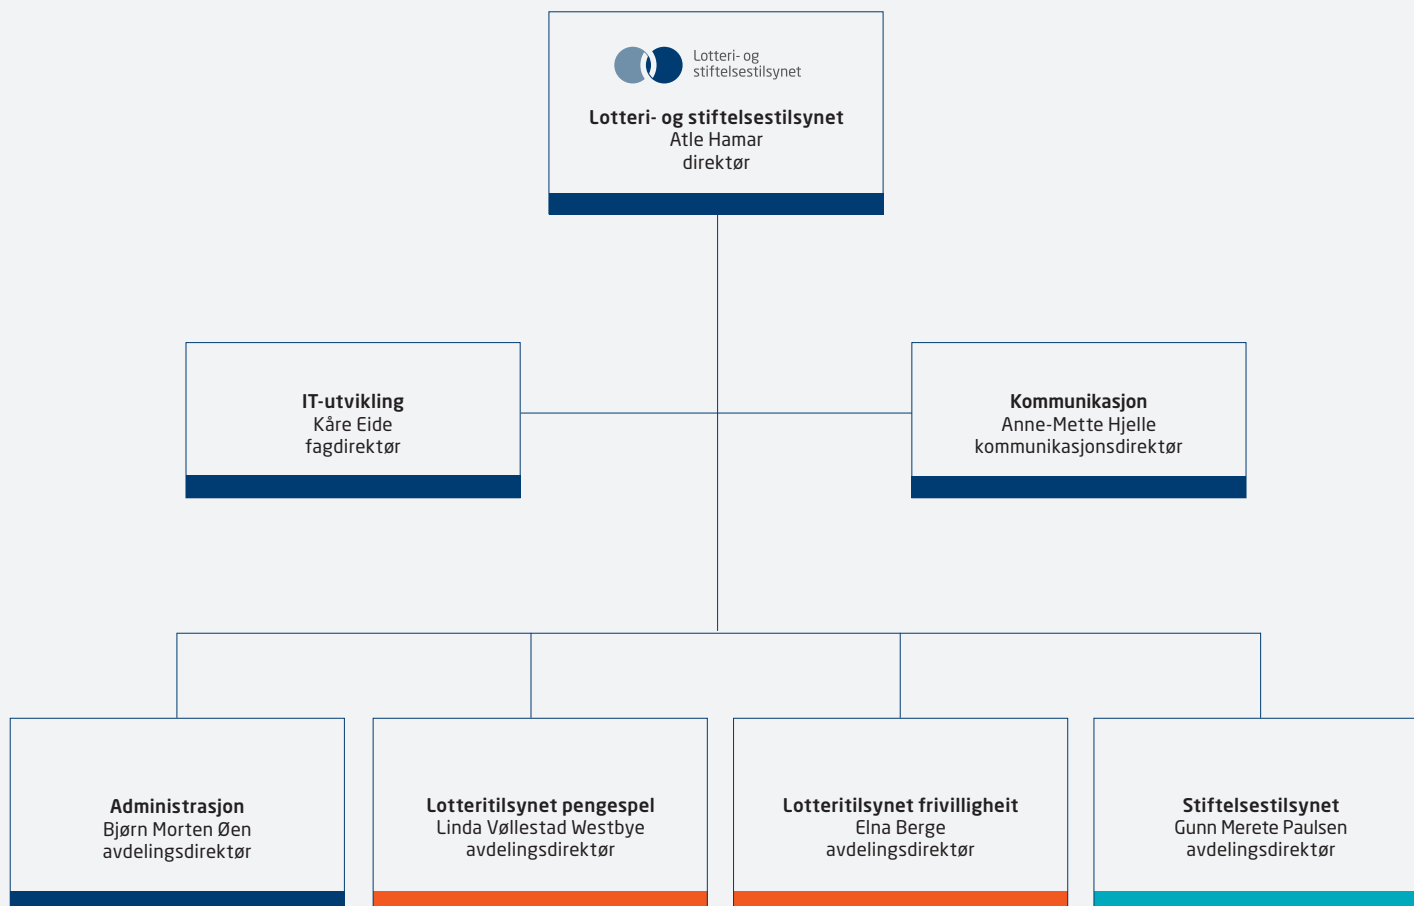 Lotteri- og
stiftelsestilsynet
Lotteri- og stiftelsestilsynet
Atle Hamar
direktør
IT-utvikling
Kåre Eide
fagdirektør
Kommunikasjon
Anne-Mette Hjelle
kommunikasjonsdirektør
Administrasjon
Bjørn Morten Øen
avdelingsdirektør
Lotteritilsynet pengespel
Linda Vøllestad Westbye
avdelingsdirektør
Lotteritilsynet frivilligheit
Elna Berge
avdelingsdirektør
Stiftelsestilsynet
Gunn Merete Paulsen
avdelingsdirektør